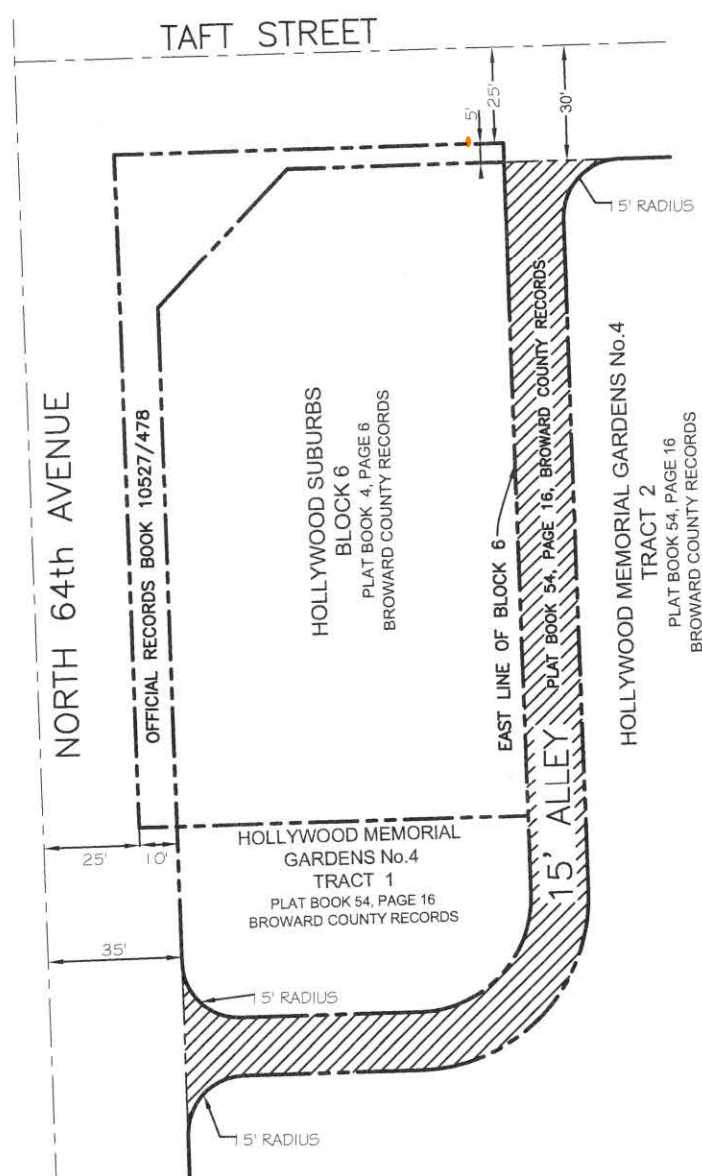 TAFT STREET
5'
25'
30'
15' RADIUS
NORTH 64th AVENUE
OFFICIAL RECORDS BOOK 10527/478
HOLLYWOOD SUBURBS
BLOCK 6
PLAT BOOK 4, PAGE 6
BROWARD COUNTY RECORDS
EAST LINE OF BLOCK 6
PLAT BOOK 54, PAGE 16, BROWARD COUNTY RECORDS
15' ALLEY
HOLLYWOOD MEMORIAL GARDENS No.4
TRACT 2
PLAT BOOK 54, PAGE 16
BROWARD COUNTY RECORDS
25'
10'
HOLLYWOOD MEMORIAL
GARDENS No.4
TRACT 1
PLAT BOOK 54, PAGE 16
BROWARD COUNTY RECORDS
35'
15' RADIUS
15' RADIUS